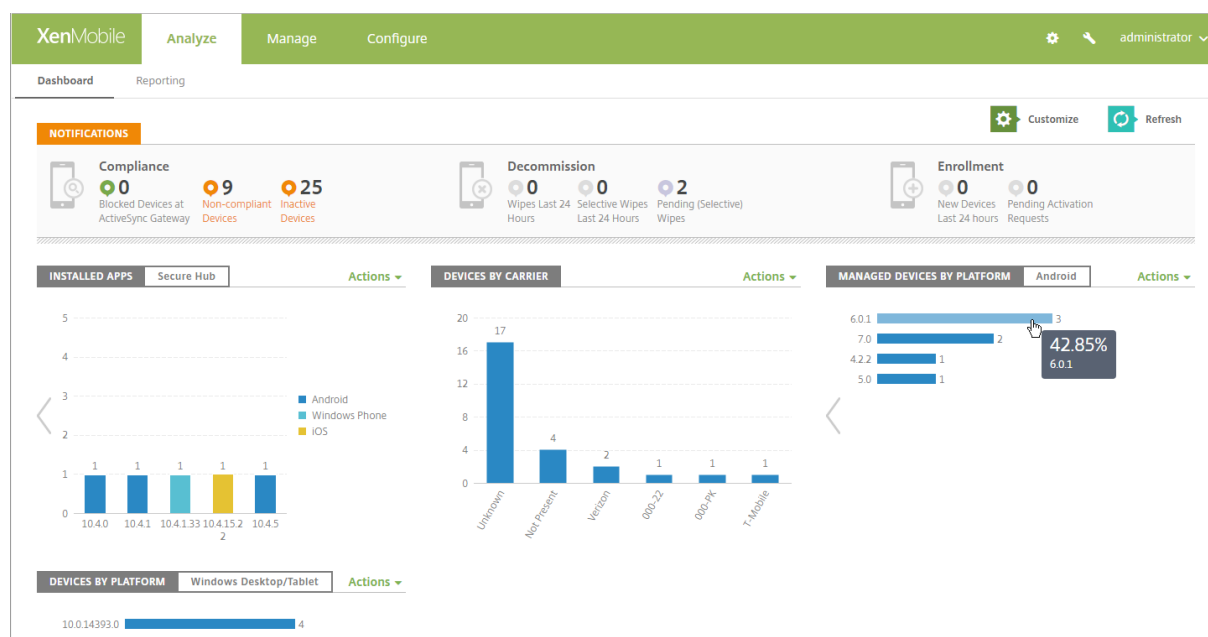 XenMobile Analyze Manage Configure administrator
Dashboard Reporting
Customize Refresh
NOTIFICATIONS
Compliance
0 9 25
Blocked Devices at Non-compliant Inactive
ActiveSync Gateway Devices Devices
Decommission
0 0 2
Wipes Last 24 Selective Wipes Pending (Selective)
Hours Last 24 Hours Wipes
Enrollment
0 0
New Devices Pending Activation
Last 24 hours Requests
INSTALLED APPS Secure Hub Actions
5
4
3
2
1
0
1 1 1 1 1
10.4.0 10.4.1 10.4.1.33 10.4.15.2 10.4.5
2
Android
Windows Phone
iOS
DEVICES BY CARRIER Actions
20
16
12
8
4
0
17
4
2
1
1
1
Unknown
Not Present
Verizon
000-22
000-PK
T-Mobile
MANAGED DEVICES BY PLATFORM Android Actions
6.0.1 3
7.0 2
4.2.2 1
5.0 1
42.85%
6.0.1
DEVICES BY PLATFORM Windows Desktop/Tablet Actions
10.0.14393.0 4